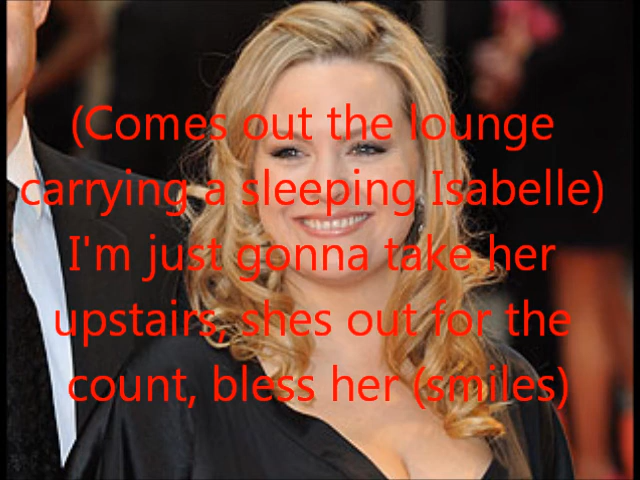 (Comes out the lounge
carrying a sleeping Isabelle)
I'm just gonna take her
upstairs, shes out for the
count, bless her (smiles)